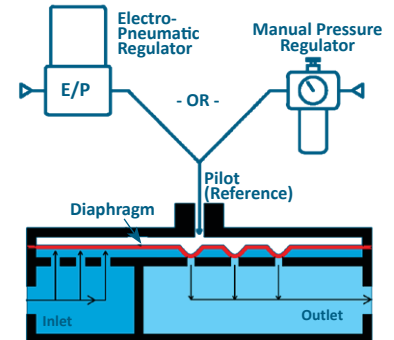 Electro-
Pneumatic
Regulator
Manual Pressure
Regulator
E/P
- OR -
Pilot
(Reference)
Diaphragm
Inlet
Outlet